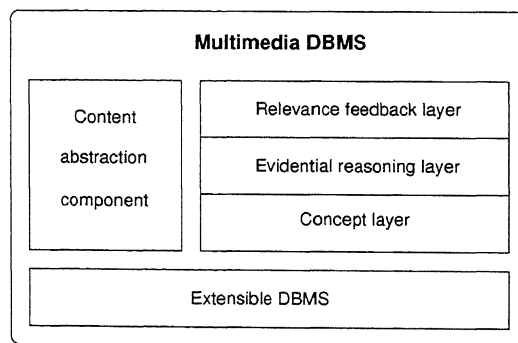 Multimedia DBMS
Content
abstraction
component
Relevance feedback layer
Evidential reasoning layer
Concept layer
Extensible DBMS